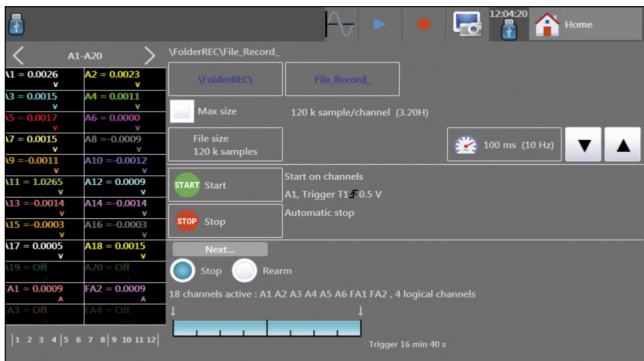 12:04:20
Home
A1-A20
\FolderREC\File_Record_
A1 = 0.0026 A2 = 0.0023
V V
A3 = 0.0015 A4 = 0.0011
V V
A5 = 0.0017 A6 = 0.0000
V V
A7 = 0.0015 A8 =-0.0009
V V
A9 =-0.0011 A10 =-0.0012
V V
A11 = 1.0265 A12 = 0.0009
V V
A13 =-0.0014 A14 =-0.0014
V V
A15 =-0.0003 A16 =-0.0003
V V
A17 = 0.0005 A18 = 0.0015
V V
A19 = Off A20 = Off
FA1 = 0.0009 FA2 = 0.0009
A A
FA3 = Off FA4 = Off
1 2 3 4 5 6 7 8 9 10 11 12
\FolderREC\ File_Record_
Max size 120 k sample/channel (3.20H)
File size
120 k samples
100 ms (10 Hz)
START Start
Start on channels
A1, Trigger T1 0.5 V
STOP Stop
Automatic stop
Next...
Stop Rearm
18 channels active : A1 A2 A3 A4 A5 A6 FA1 FA2 , 4 logical channels
Trigger 16 min 40 s